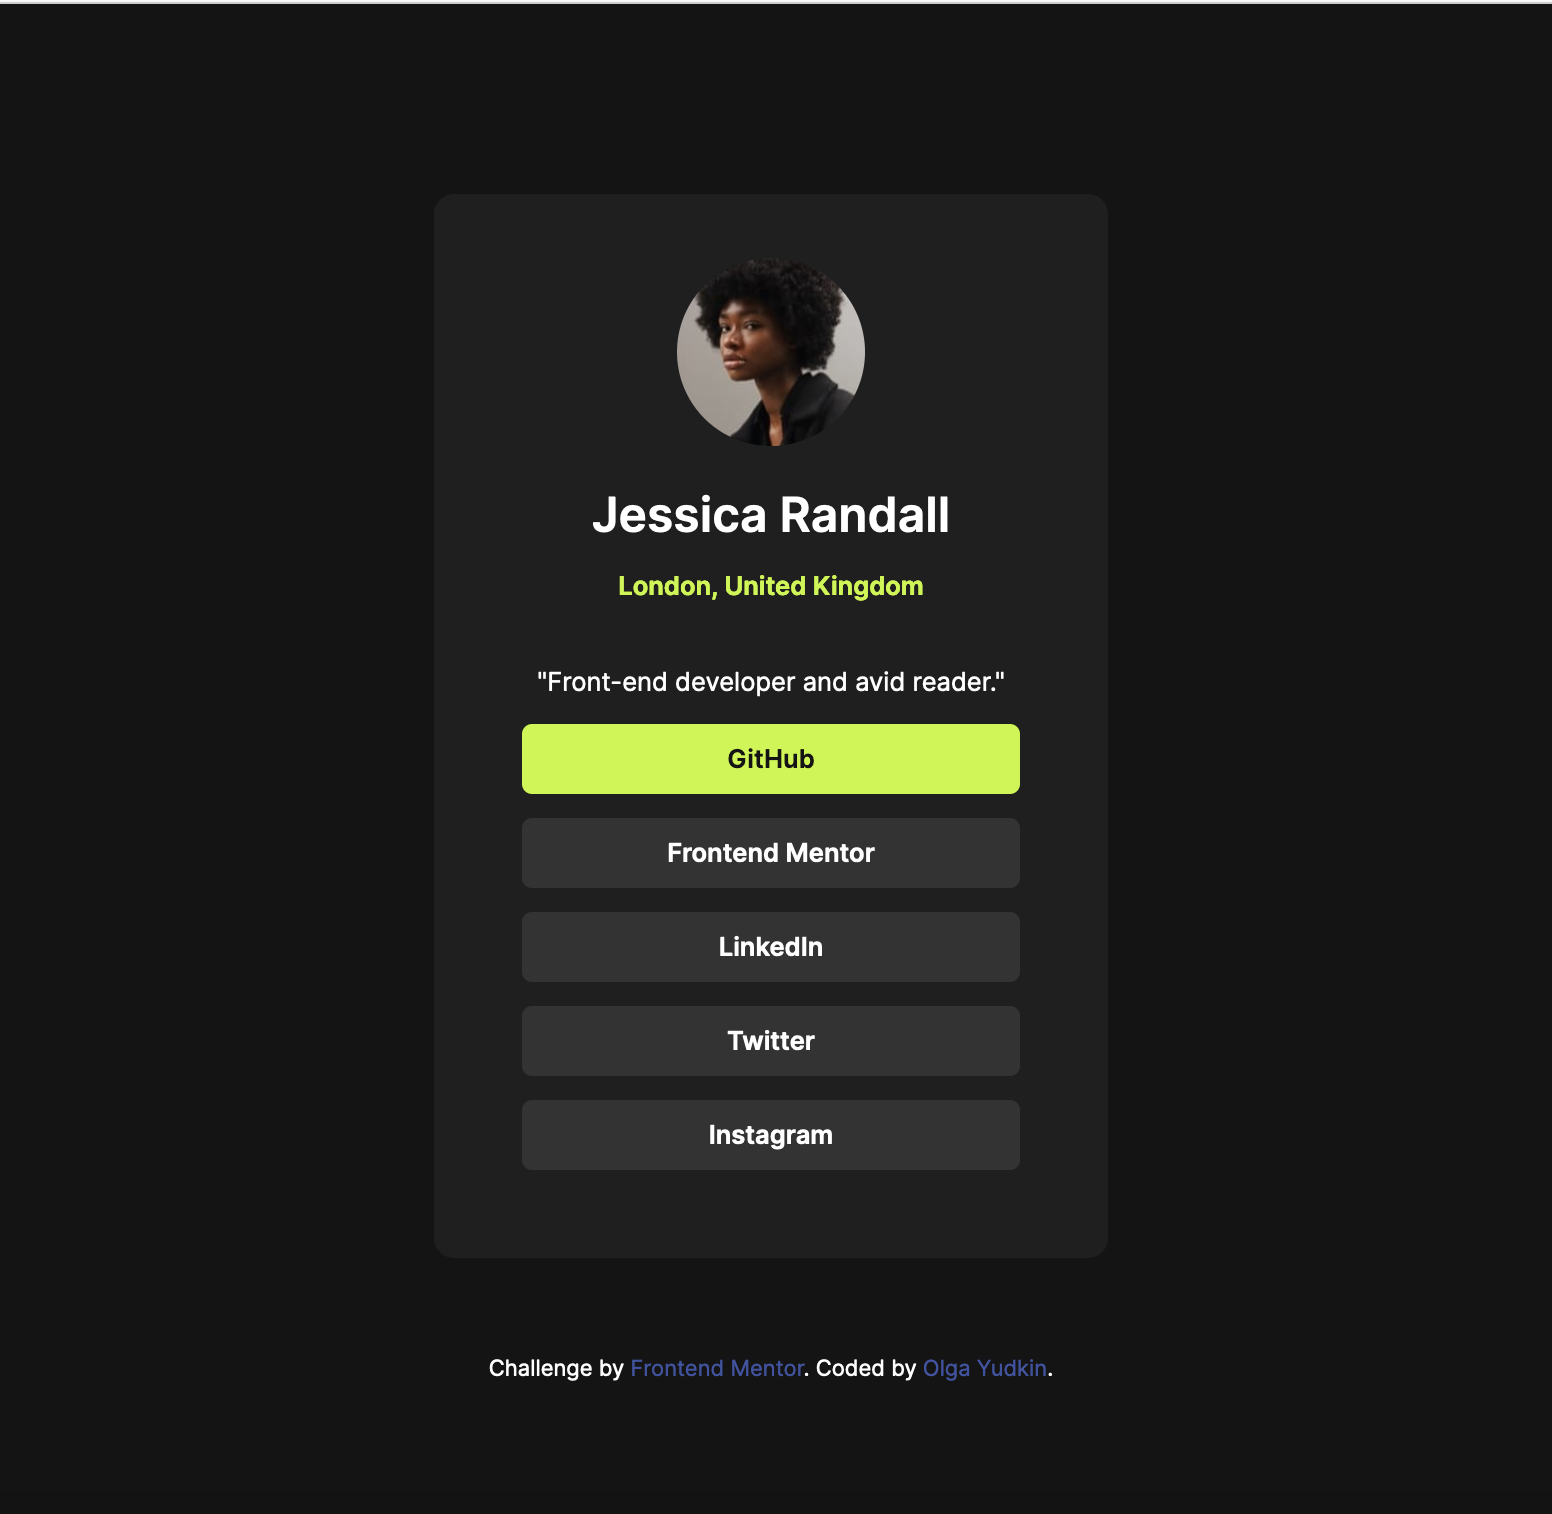 Jessica Randall
London, United Kingdom
"Front-end developer and avid reader."
GitHub
Frontend Mentor
LinkedIn
Twitter
Instagram
Challenge by Frontend Mentor. Coded by Olga Yudkin.